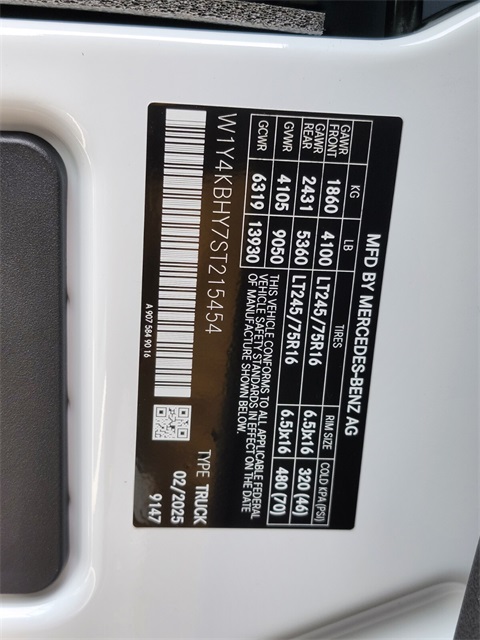 MFD BY MERCEDES-BENZ AG
KG LB TIRES RIM SIZE COLD KPA (PSI)
GAWR FRONT 1860 4100 LT245 /75R16 6.5Jx16 320 (46)
GAWR REAR 2431 5360 LT245 /75R16 6.5Jx16 480 (70)
GVWR 4105 9050
GCWR 6319 13930
THIS VEHICLE CONFORMS TO ALL APPLICABLE FEDERAL
VEHICLE SAFETY STANDARDS IN EFFECT ON THE DATE
OF MANUFACTURE SHOWN ABOVE.
W1Y4KBHY7ST215454
TYPE TRUCK
02/2025
9147
A 907 584 90 16